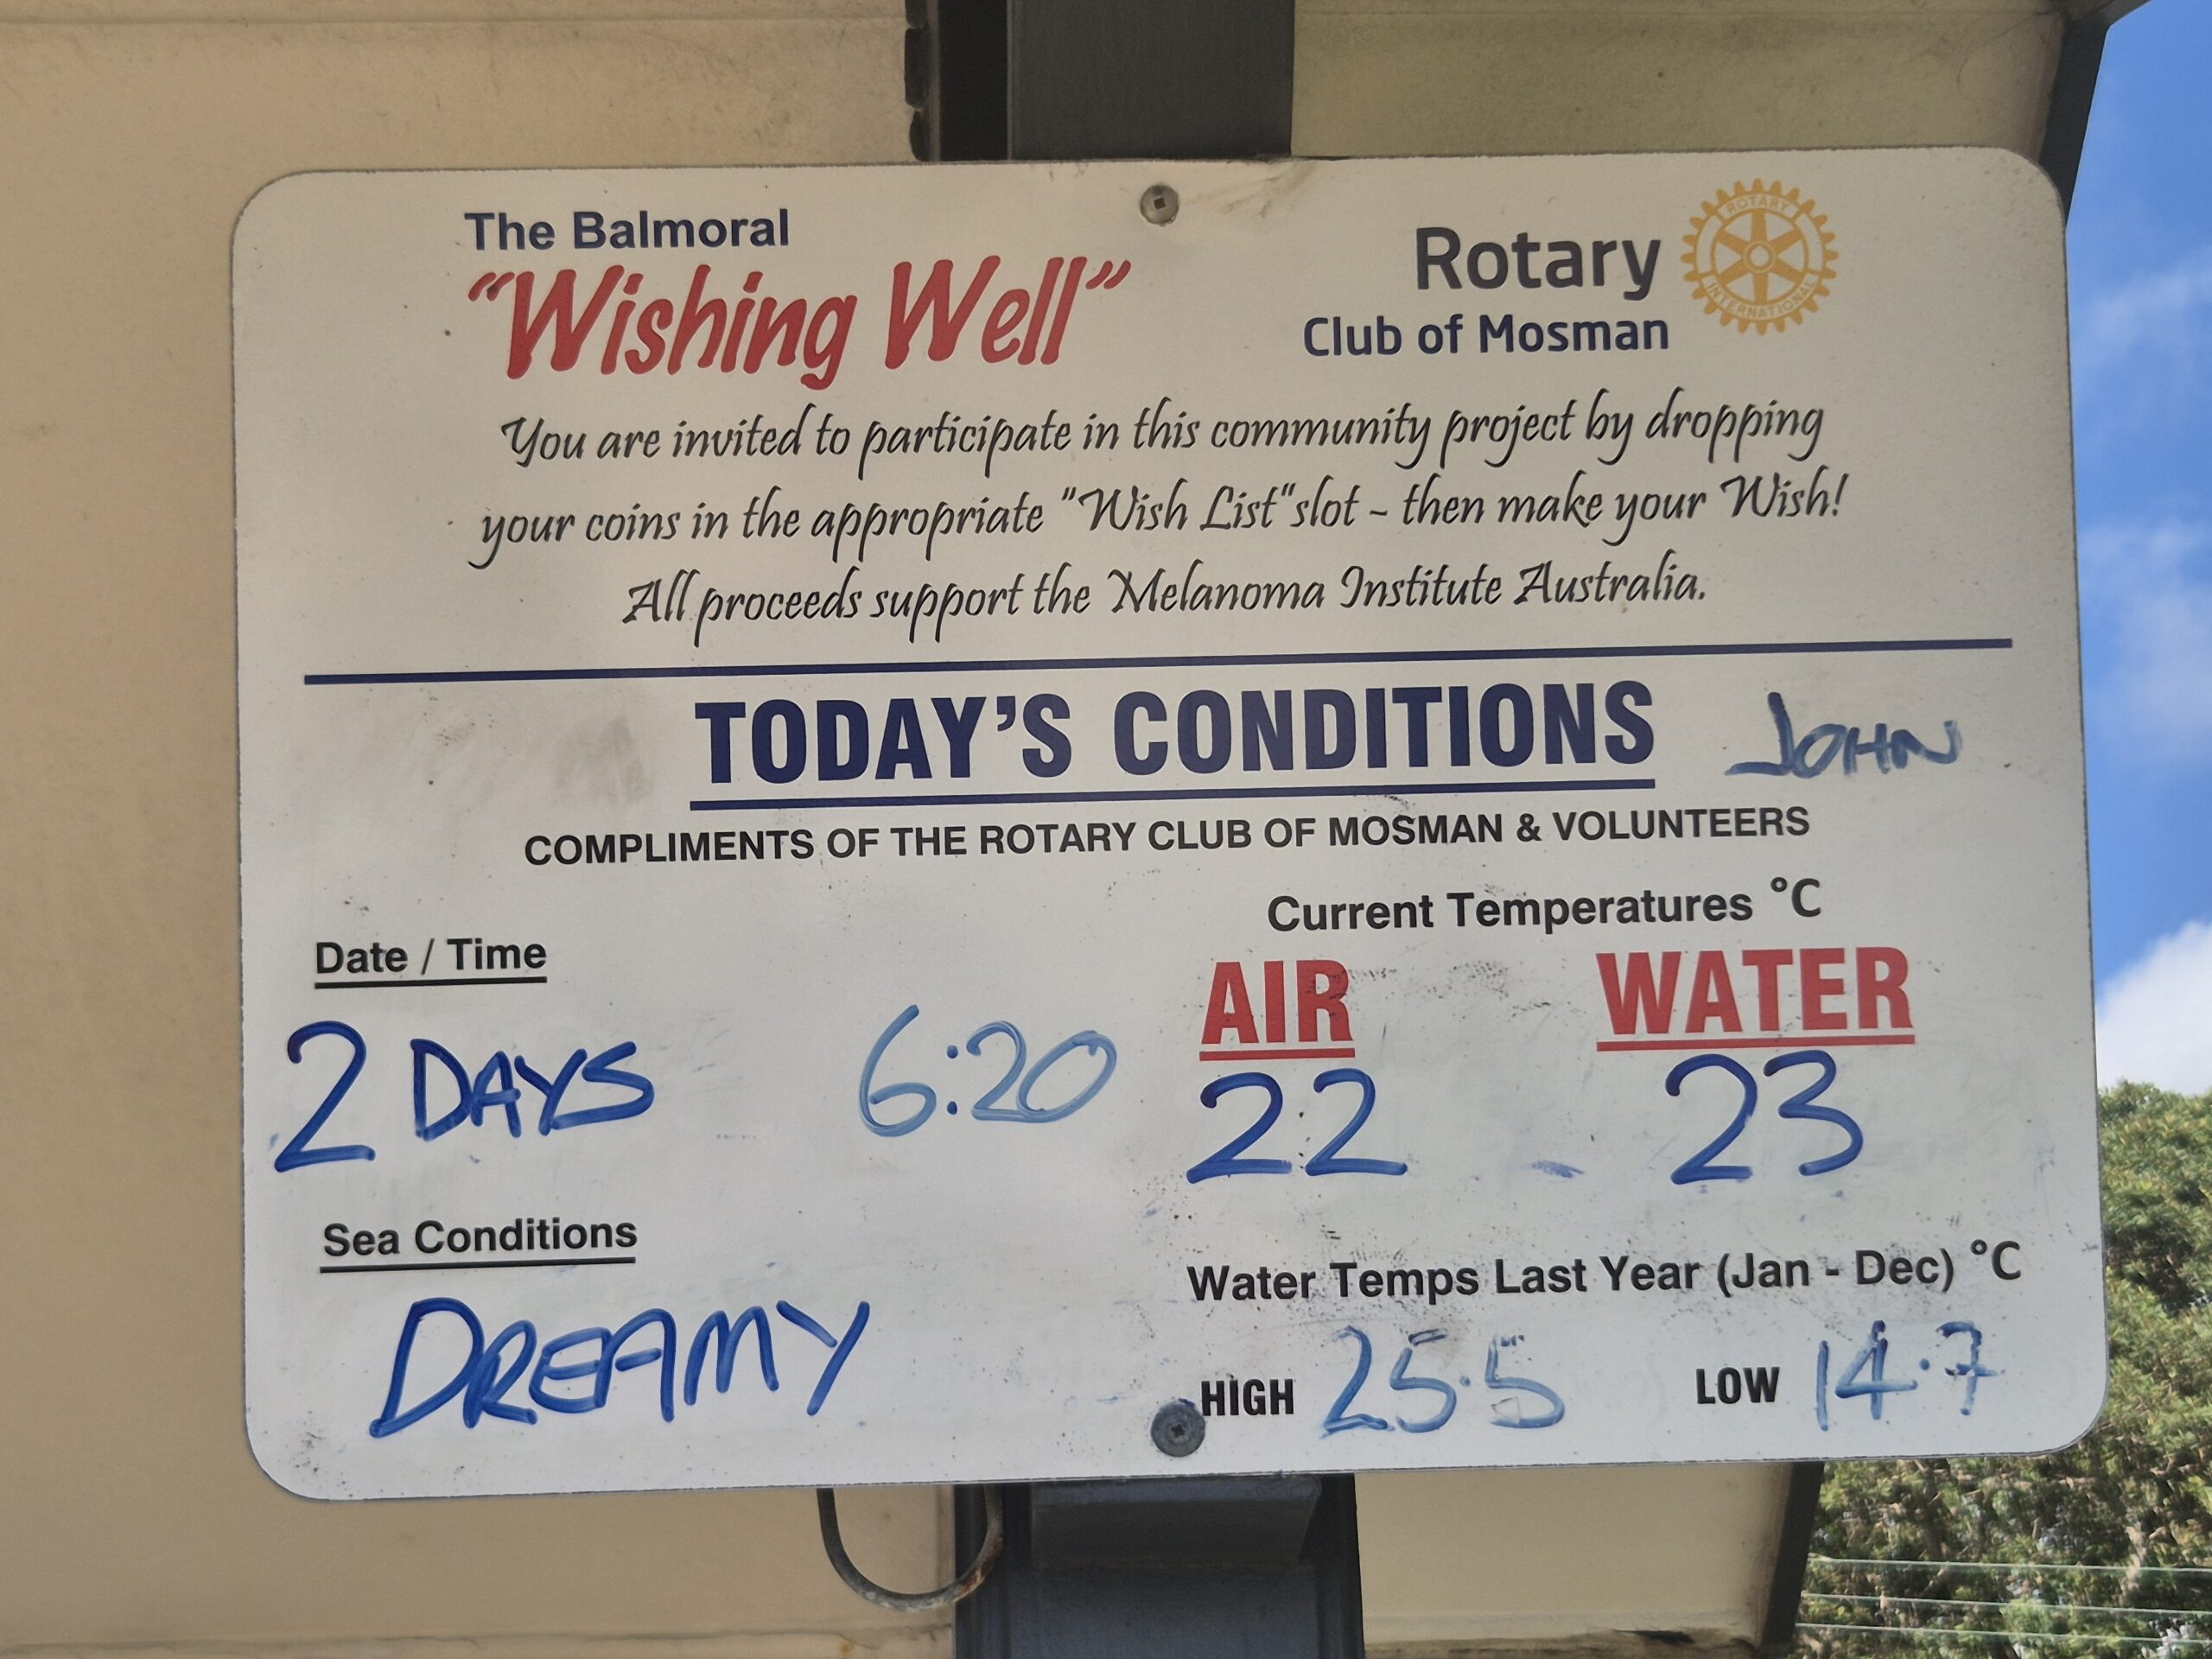 The Balmoral
"Wishing Well"
Rotary
Club of Mosman
ROTARY
INTERNATIONAL
You are invited to participate in this community project by dropping
your coins in the appropriate "Wish List" slot - then make your Wish!
All proceeds support the Melanoma Institute Australia.
TODAY'S CONDITIONS
JOHN
COMPLIMENTS OF THE ROTARY CLUB OF MOSMAN & VOLUNTEERS
Date / Time
2 DAYS 6:20
Current Temperatures °C
AIR WATER
22 23
Sea Conditions
DREAMY
Water Temps Last Year (Jan - Dec) °C
HIGH 25.5 LOW 14.7